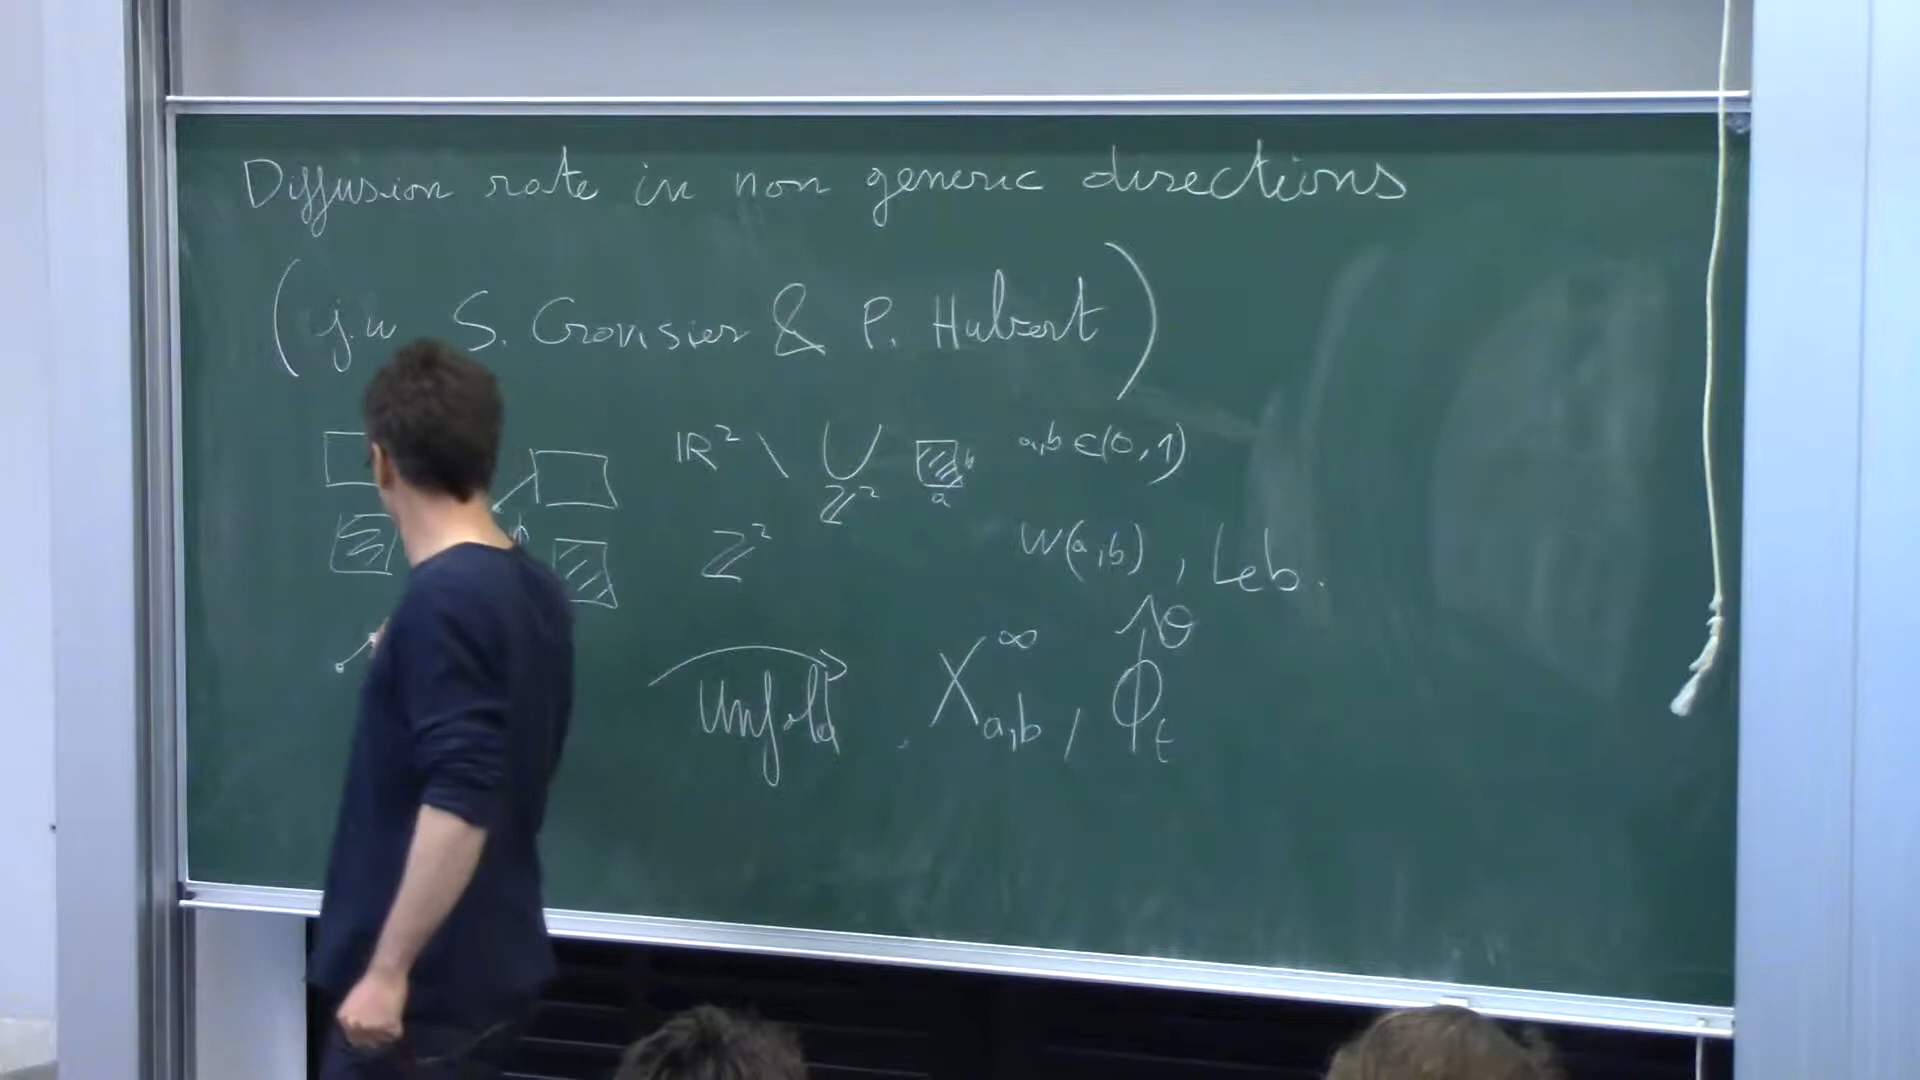 Diffusion rate in non generic directions
(j.w S. Crovisier & P. Hubert)
ℝ² \ ⋃ ℤ² a b a,b ∈ (0,1)
ℤ² W(a,b), Leb.
Unfold X^∞_{a,b}, ϕ_t^θ